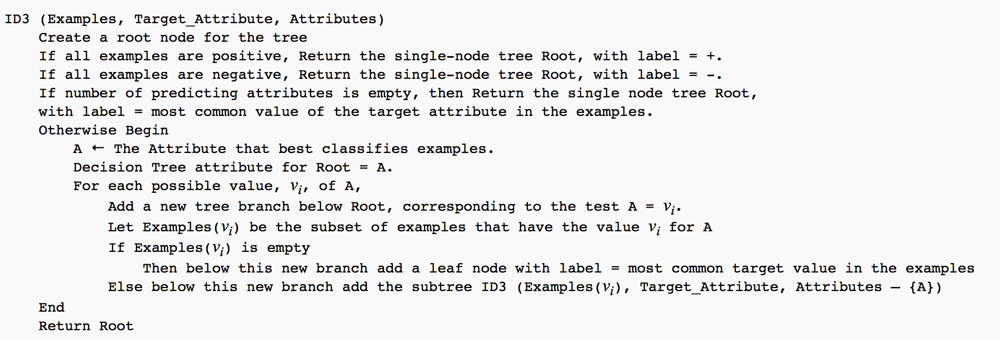 ID3 (Examples, Target_Attribute, Attributes)
Create a root node for the tree
If all examples are positive, Return the single-node tree Root, with label = +.
If all examples are negative, Return the single-node tree Root, with label = -.
If number of predicting attributes is empty, then Return the single node tree Root,
with label = most common value of the target attribute in the examples.
Otherwise Begin
A ← The Attribute that best classifies examples.
Decision Tree attribute for Root = A.
For each possible value, vᵢ, of A,
Add a new tree branch below Root, corresponding to the test A = vᵢ.
Let Examples(vᵢ) be the subset of examples that have the value vᵢ for A
If Examples(vᵢ) is empty
Then below this new branch add a leaf node with label = most common target value in the examples
Else below this new branch add the subtree ID3 (Examples(vᵢ), Target_Attribute, Attributes – {A})
End
Return Root